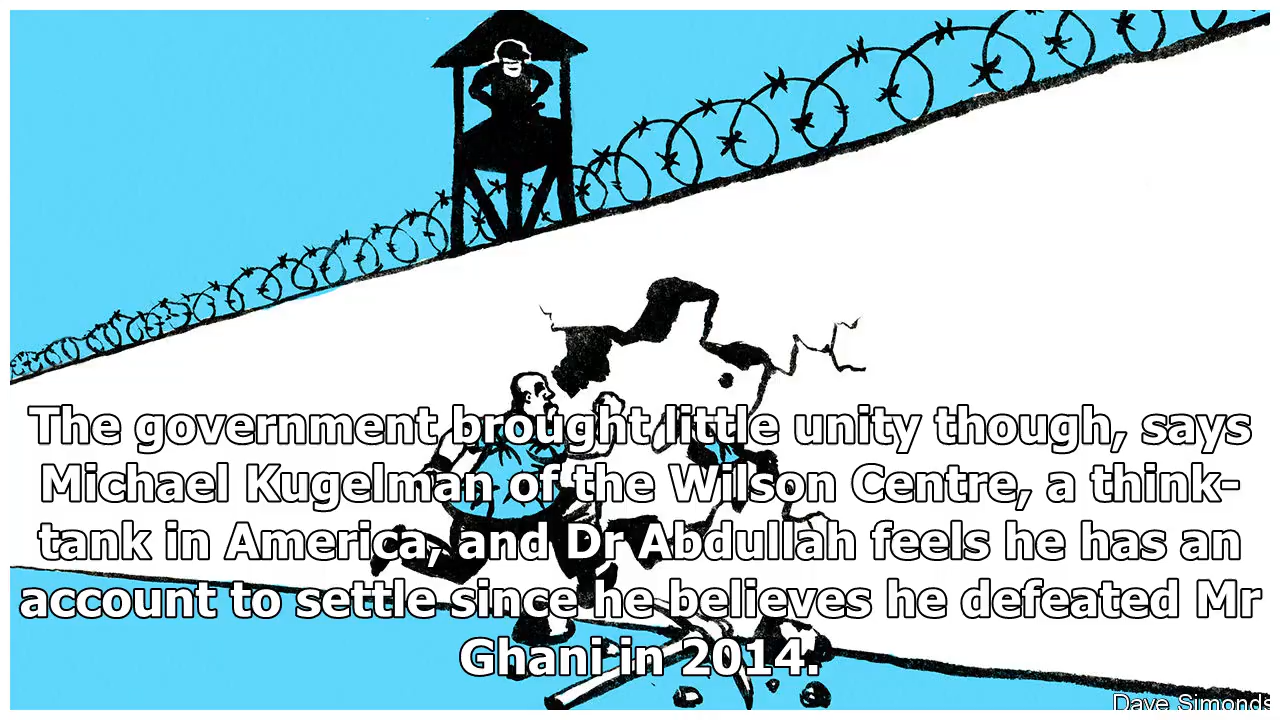 The government brought little unity though, says
Michael Kugelman of the Wilson Centre, a think-
tank in America, and Dr Abdullah feels he has an
account to settle since he believes he defeated Mr
Ghani in 2014.
Dave Simonds